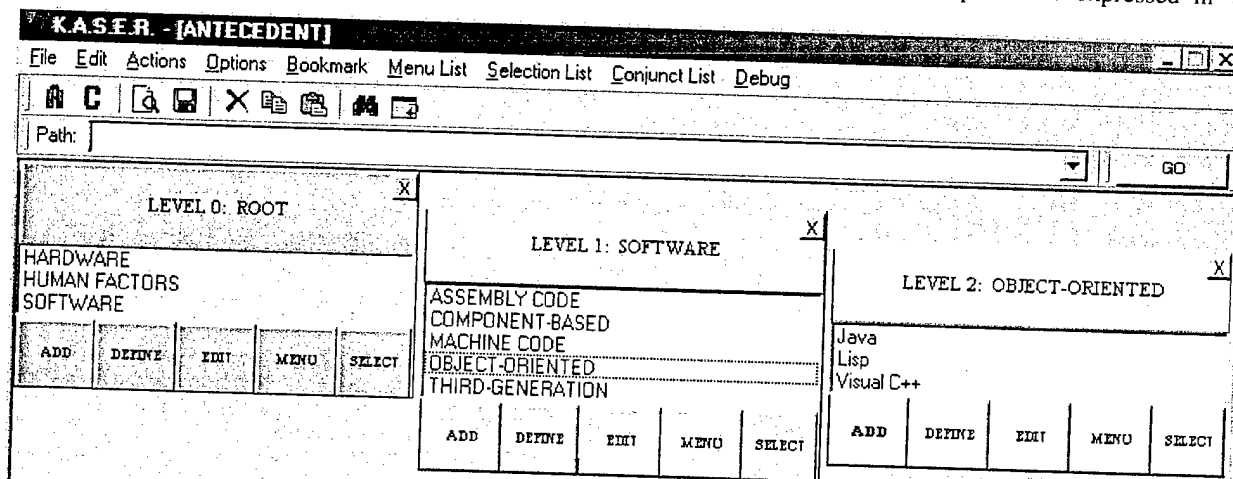 expressed in
K.A.S.E.R. - [ANTECEDENT]
File Edit Actions Options Bookmark Menu List Selection List Conjunct List Debug
C
Path:
GO
LEVEL 0: ROOT
X
HARDWARE
HUMAN FACTORS
SOFTWARE
ADD DEFINE EDIT MENU SELECT
LEVEL 1: SOFTWARE
X
ASSEMBLY CODE
COMPONENT-BASED
MACHINE CODE
OBJECT-ORIENTED
THIRD-GENERATION
ADD DEFINE EDIT MENU SELECT
LEVEL 2: OBJECT-ORIENTED
X
Java
Lisp
Visual C++
ADD DEFINE EDIT MENU SELECT